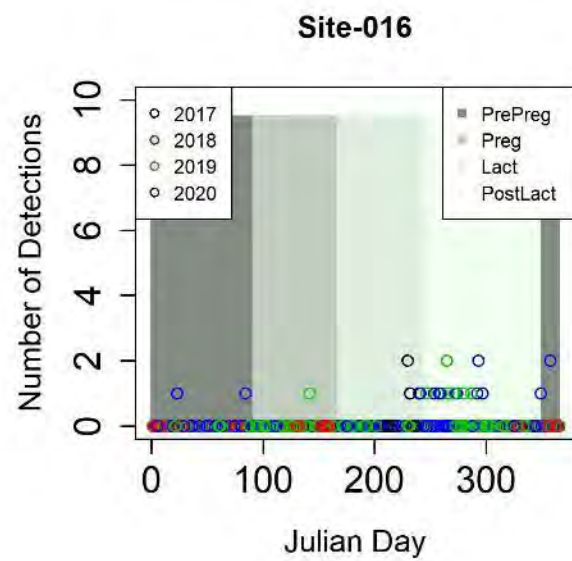 Site-016
Number of Detections
10
8
6
4
2
0
2017
2018
2019
2020
PrePreg
Preg
Lact
PostLact
0
100
200
300
Julian Day